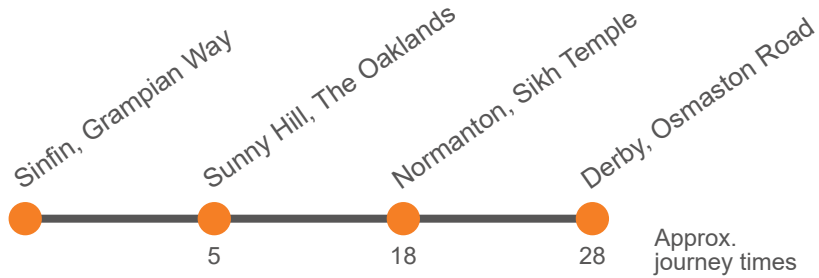 Sinfin, Grampian Way
Sunny Hill, The Oaklands
Normanton, Sikh Temple
Derby, Osmaston Road
5
18
28
Approx.
journey times